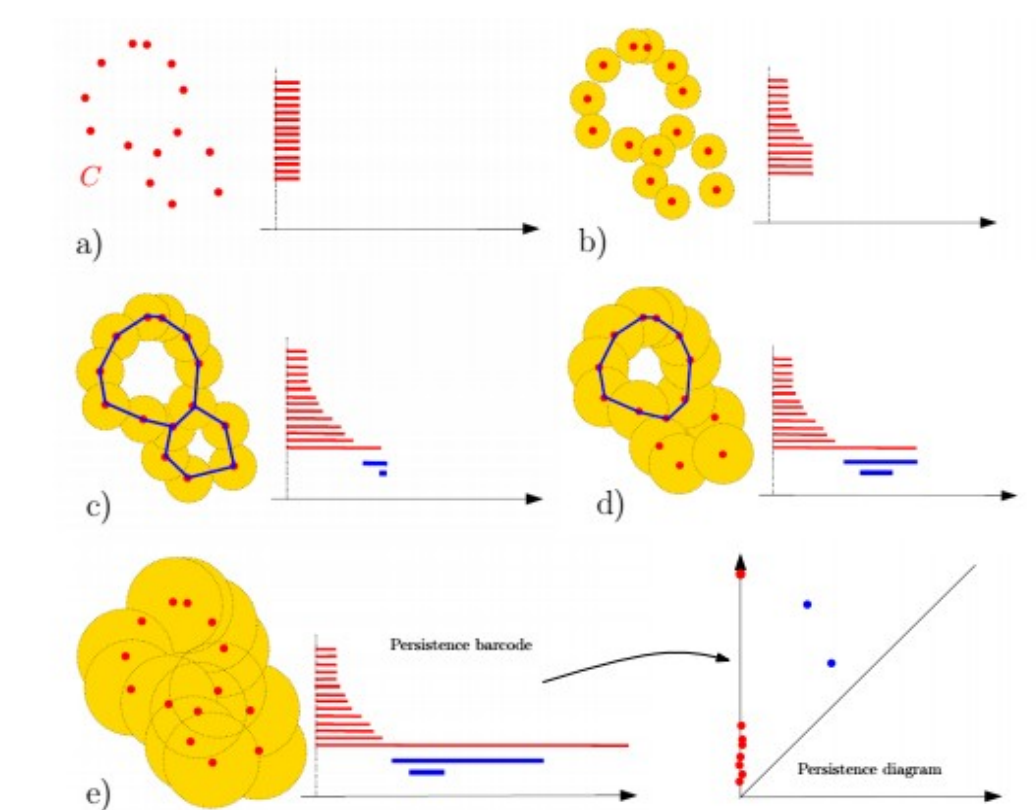 C
a)
b)
c)
d)
Persistence barcode
Persistence diagram
e)